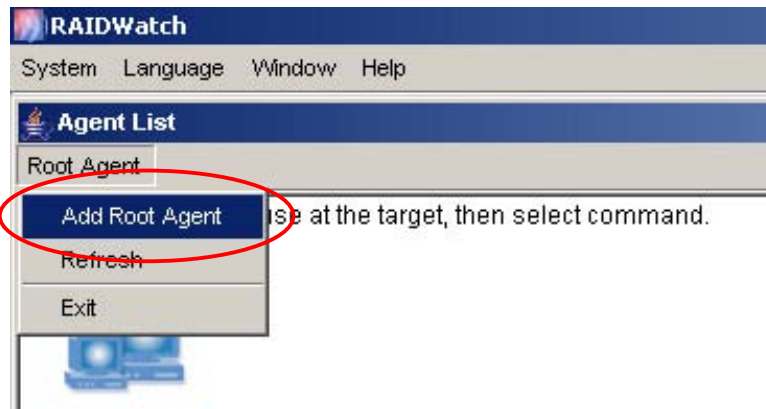 RAIDWatch
System Language Window Help
Agent List
Root Agent
Add Root Agent
use at the target, then select command.
Refresh
Exit